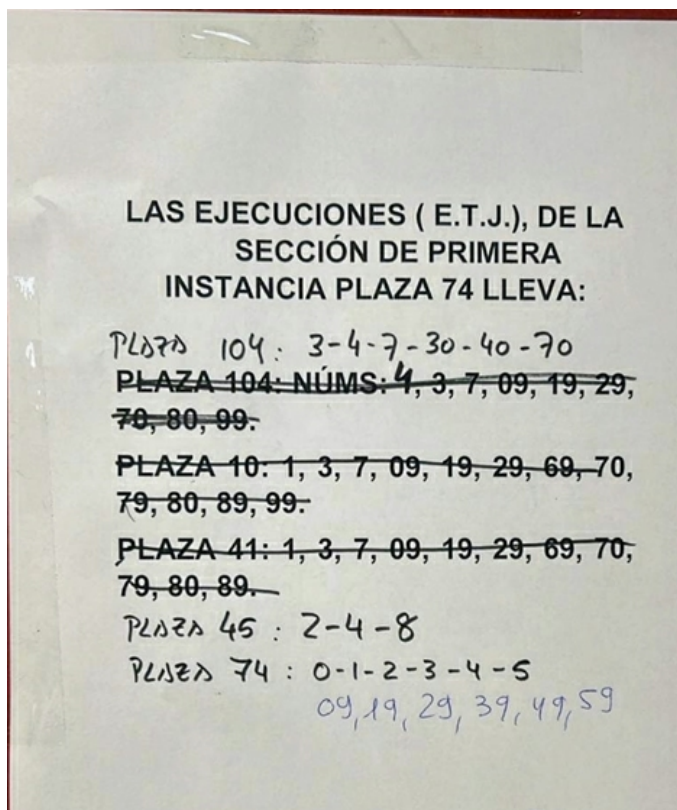 LAS EJECUCIONES ( E.T.J.), DE LA
SECCIÓN DE PRIMERA
INSTANCIA PLAZA 74 LLEVA:
PLAZA 104: 3-4-7-30-40-70
PLAZA 104: NÚMS: 4, 3, 7, 09, 19, 29,
70, 80, 99.
PLAZA 10: 1, 3, 7, 09, 19, 29, 69, 70,
79, 80, 89, 99.
PLAZA 41: 1, 3, 7, 09, 19, 29, 69, 70,
79, 80, 89.
PLAZA 45 : 2-4-8
PLAZA 74 : 0-1-2-3-4-5
09, 19, 29, 39, 49, 59